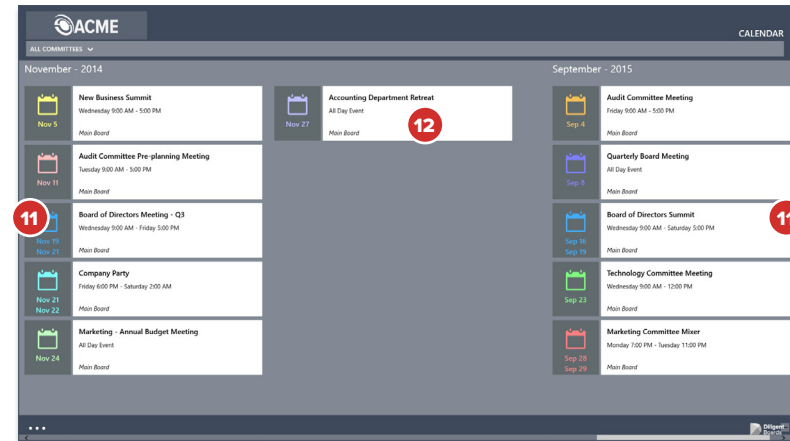 ACME
CALENDAR
ALL COMMITTEES
November - 2014
Nov 5
New Business Summit
Wednesday 9:00 AM - 5:00 PM
Main Board
Nov 11
Audit Committee Pre-planning Meeting
Tuesday 9:00 AM - 5:00 PM
Main Board
11
Nov 19
Nov 21
Board of Directors Meeting - Q3
Wednesday 9:00 AM - Friday 5:00 PM
Main Board
Nov 21
Nov 22
Company Party
Friday 6:00 PM - Saturday 2:00 AM
Main Board
Nov 24
Marketing - Annual Budget Meeting
All Day Event
Main Board
Nov 27
Accounting Department Retreat
All Day Event
Main Board
12
September - 2015
Sep 4
Audit Committee Meeting
Friday 9:00 AM - 5:00 PM
Main Board
Sep 8
Quarterly Board Meeting
All Day Event
Main Board
Sep 16
Sep 19
Board of Directors Summit
Wednesday 9:00 AM - Saturday 5:00 PM
Main Board
11
Sep 23
Technology Committee Meeting
Wednesday 9:00 AM - 12:00 PM
Main Board
Sep 28
Sep 29
Marketing Committee Mixer
Monday 7:00 PM - Tuesday 11:00 PM
Main Board
Diligent
Boards